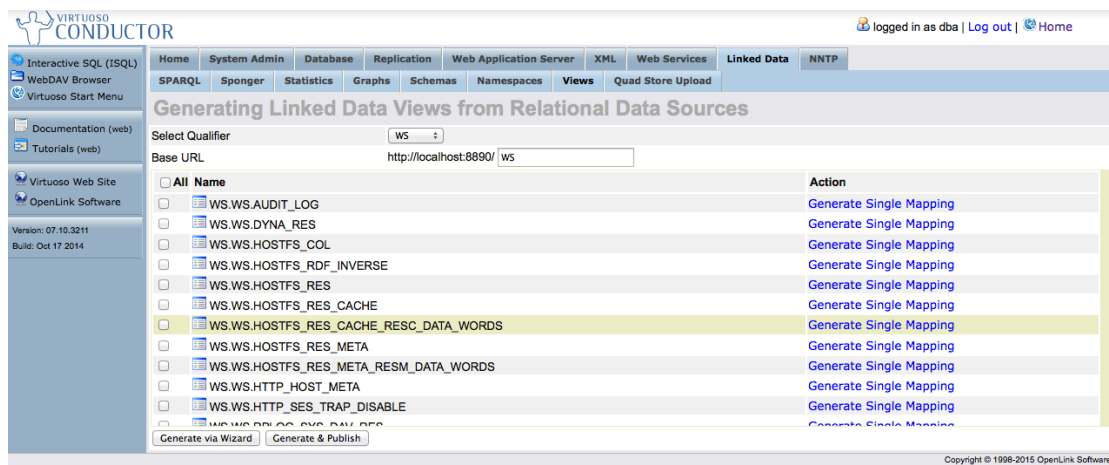 VIRTUOSO
CONDUCTOR
logged in as dba | Log out | Home
Interactive SQL (ISQL)
WebDAV Browser
Virtuoso Start Menu
Documentation (web)
Tutorials (web)
Virtuoso Web Site
OpenLink Software
Version: 07.10.3211
Build: Oct 17 2014
Home System Admin Database Replication Web Application Server XML Web Services Linked Data NNTP
SPARQL Sponger Statistics Graphs Schemas Namespaces Views Quad Store Upload
Generating Linked Data Views from Relational Data Sources
Select Qualifier WS
Base URL http://localhost:8890/ ws
All Name Action
WS.WS.AUDIT_LOG Generate Single Mapping
WS.WS.DYNA_RES Generate Single Mapping
WS.WS.HOSTFS_COL Generate Single Mapping
WS.WS.HOSTFS_RDF_INVERSE Generate Single Mapping
WS.WS.HOSTFS_RES Generate Single Mapping
WS.WS.HOSTFS_RES_CACHE Generate Single Mapping
WS.WS.HOSTFS_RES_CACHE_RESC_DATA_WORDS Generate Single Mapping
WS.WS.HOSTFS_RES_META Generate Single Mapping
WS.WS.HOSTFS_RES_META_RESM_DATA_WORDS Generate Single Mapping
WS.WS.HTTP_HOST_META Generate Single Mapping
WS.WS.HTTP_SES_TRAP_DISABLE Generate Single Mapping
Generate Single Mapping
Generate via Wizard Generate & Publish
Copyright © 1998-2015 OpenLink Software